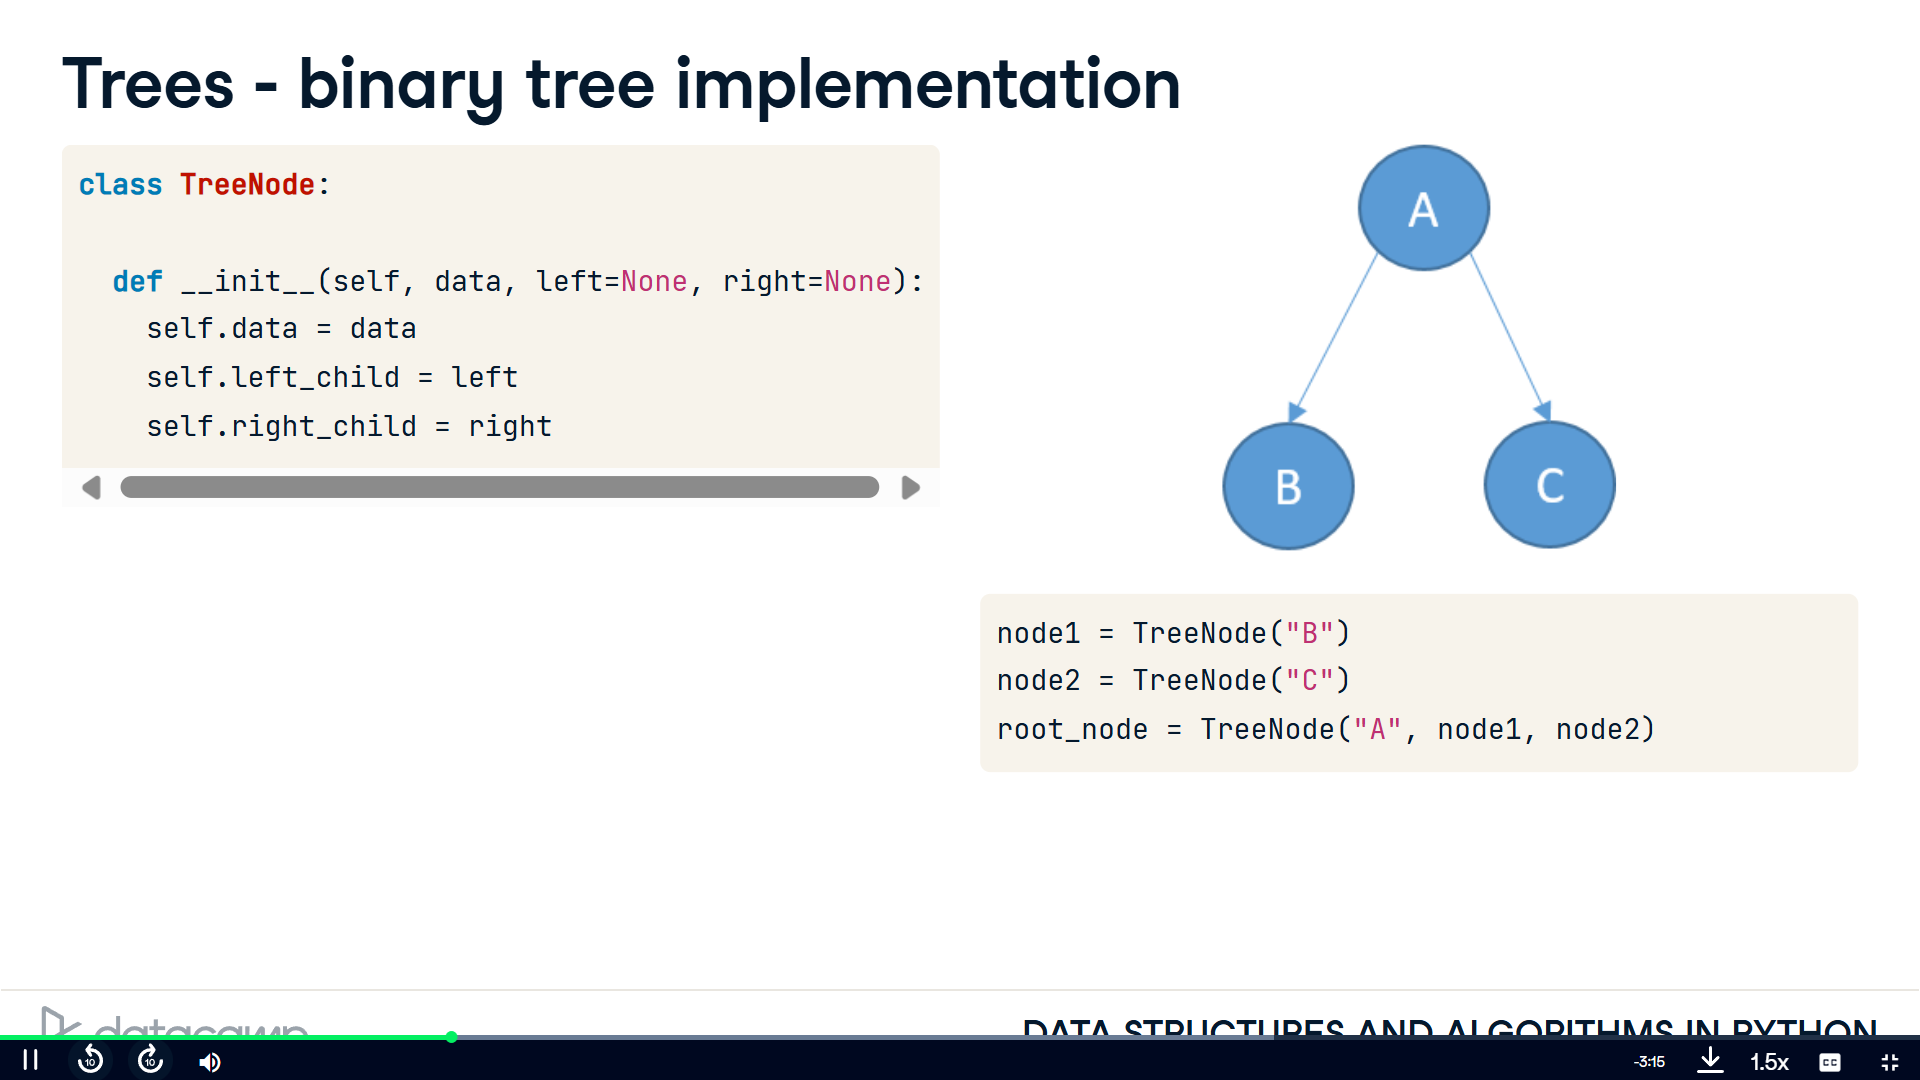 Trees - binary tree implementation
class TreeNode:
def __init__(self, data, left=None, right=None):
self.data = data
self.left_child = left
self.right_child = right
A
B
C
node1 = TreeNode("B")
node2 = TreeNode("C")
root_node = TreeNode("A", node1, node2)
datacamp
DATA STRUCTURES AND ALGORITHMS IN PYTHON
10
10
-3:15
1.5x
CC